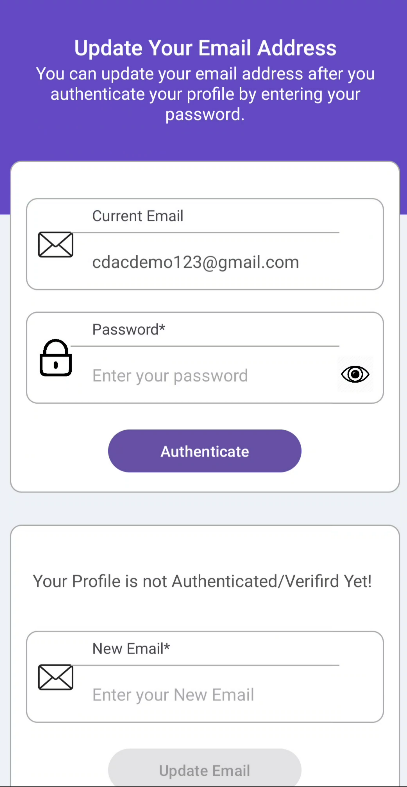 Update Your Email Address
You can update your email address after you
authenticate your profile by entering your
password.
Current Email
cdacdemo123@gmail.com
Password*
Enter your password
Authenticate
Your Profile is not Authenticated/Verifird Yet!
New Email*
Enter your New Email
Update Email